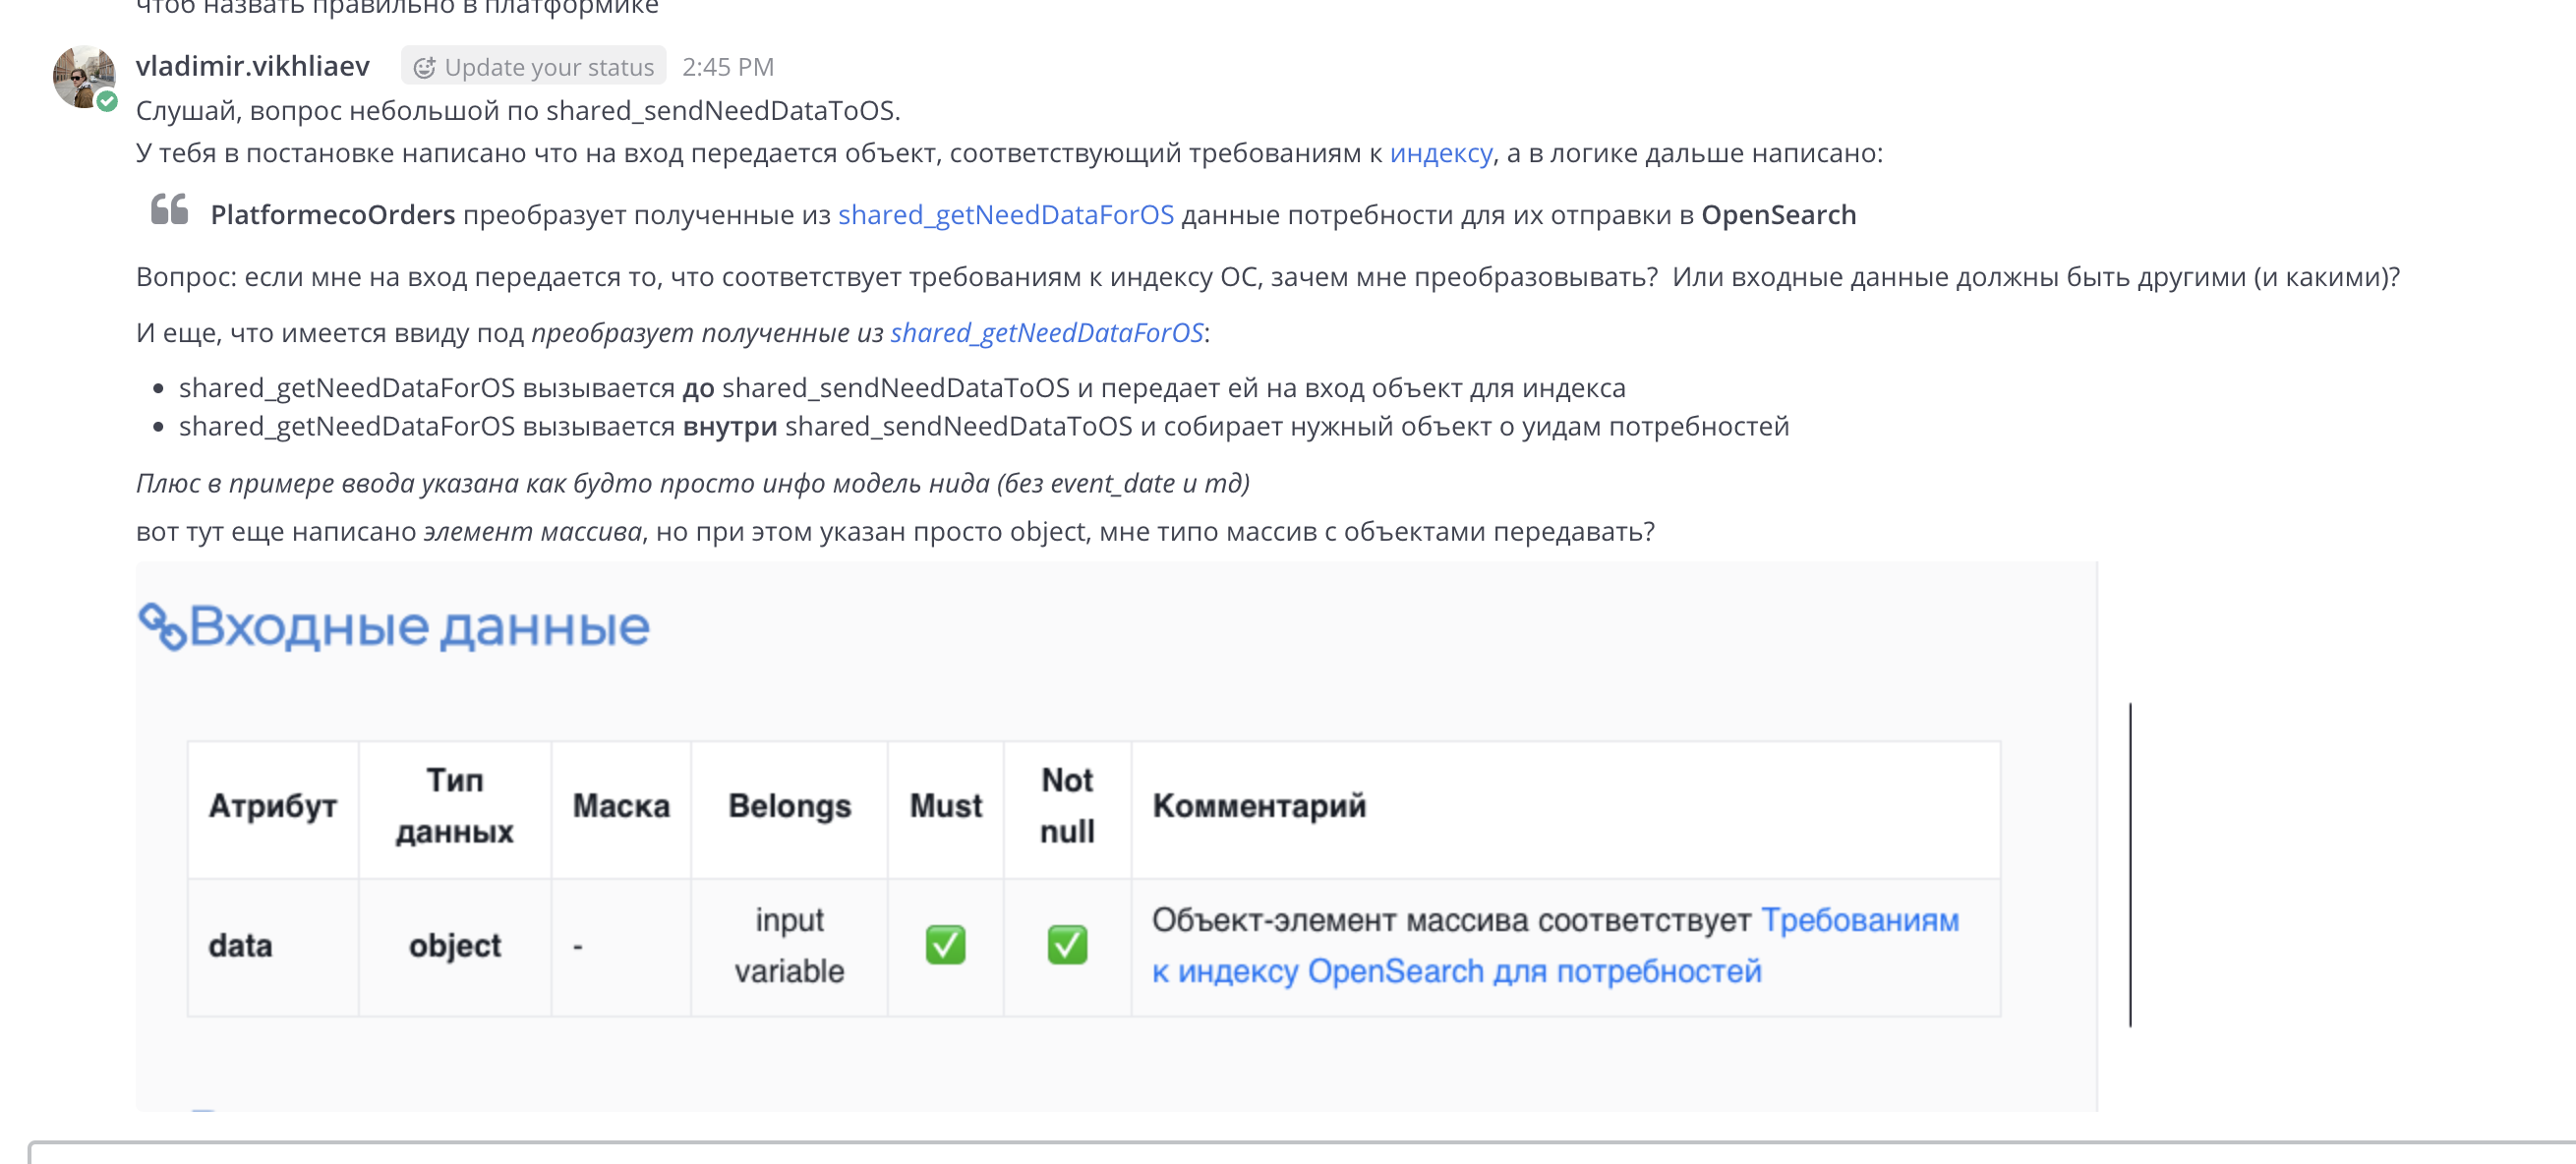 чтоб назвать правильно в платформике
vladimir.vikhliaev Update your status 2:45 PM
Слушай, вопрос небольшой по shared_sendNeedDataToOS.
У тебя в постановке написано что на вход передается объект, соответствующий требованиям к индексу, а в логике дальше написано:
PlatformecoOrders преобразует полученные из shared_getNeedDataForOS данные потребности для их отправки в OpenSearch
Вопрос: если мне на вход передается то, что соответствует требованиям к индексу ОС, зачем мне преобразовывать? Или входные данные должны быть другими (и какими)?
И еще, что имеется ввиду под преобразует полученные из shared_getNeedDataForOS:
• shared_getNeedDataForOS вызывается до shared_sendNeedDataToOS и передает ей на вход объект для индекса
• shared_getNeedDataForOS вызывается внутри shared_sendNeedDataToOS и собирает нужный объект о уидам потребностей
Плюс в примере ввода указана как будто просто инфо модель нида (без event_date и тд)
вот тут еще написано элемент массива, но при этом указан просто object, мне типо массив с объектами передавать?
Входные данные
Атрибут Тип данных Маска Belongs Must Not null Комментарий
data object - input variable ✅ ✅ Объект-элемент массива соответствует Требованиям
к индексу OpenSearch для потребностей